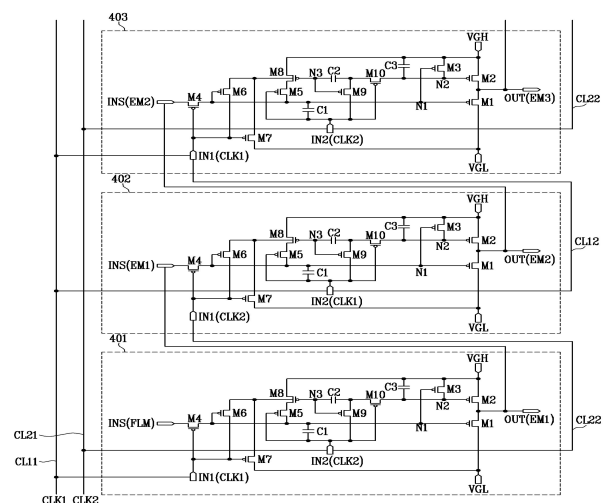 403
VGH
M8
N3
C2
M10
C3
M3
M2
N2
INS(EM2)
M4
M6
M5
M9
C1
N1
M1
OUT(EM3)
CL22
M7
IN2(CLK2)
IN1(CLK1)
VGL
402
VGH
M8
N3
C2
M10
C3
M3
M2
N2
CL12
INS(EM1)
M4
M6
M5
M9
C1
N1
M1
OUT(EM2)
M7
IN2(CLK1)
IN1(CLK2)
VGL
401
VGH
M8
N3
C2
M10
C3
M3
M2
N2
CL22
INS(FLM)
M4
M6
M5
M9
C1
N1
M1
OUT(EM1)
CL21
M7
IN2(CLK2)
CL11
IN1(CLK1)
VGL
CLK1 CLK2